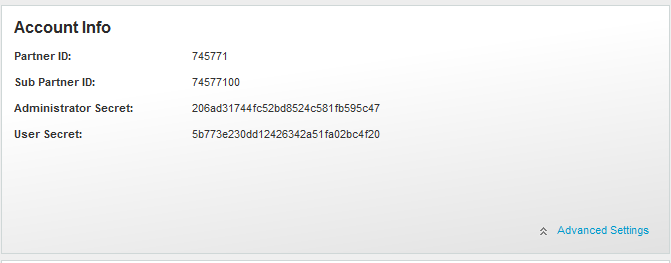 Account Info
Partner ID: 745771
Sub Partner ID: 74577100
Administrator Secret: 206ad31744fc52bd8524c581fb595c47
User Secret: 5b773e230dd12426342a51fa02bc4f20
Advanced Settings